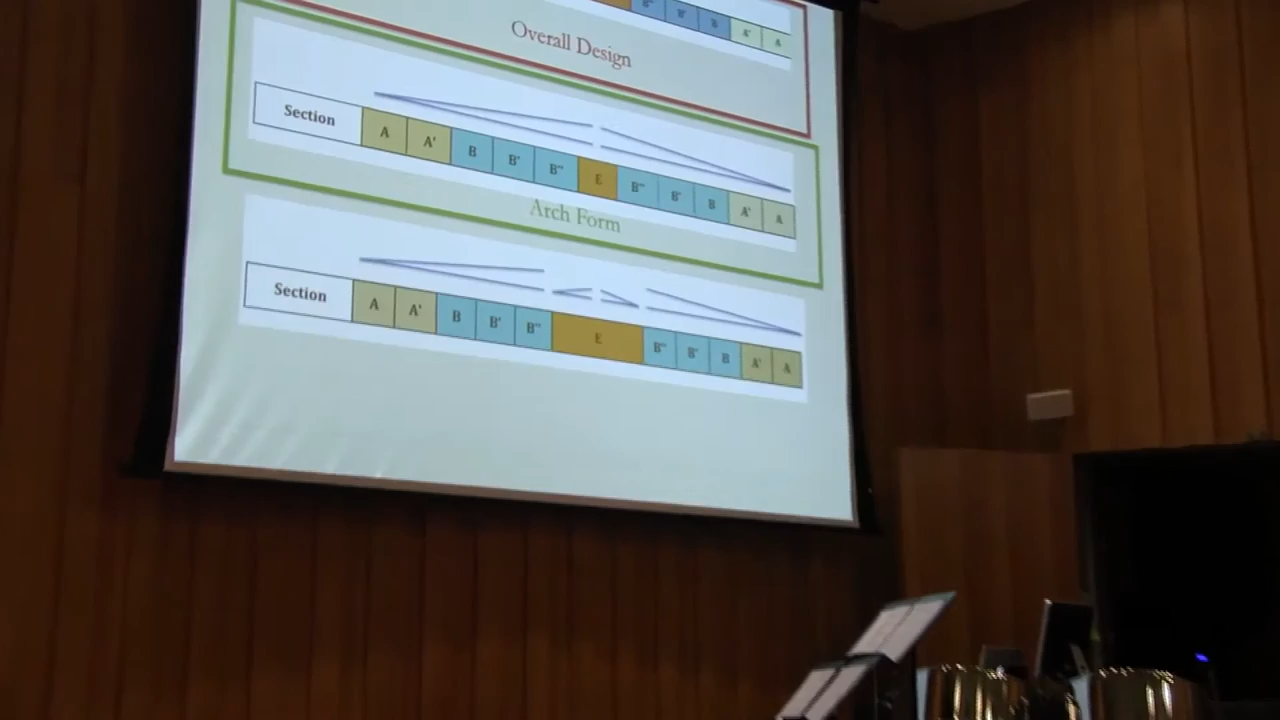 B'' B' B A' A
Overall Design
Section A A' B B' B'' E B'' B' B A' A
Arch Form
Section A A' B B' B'' E B'' B' B A' A